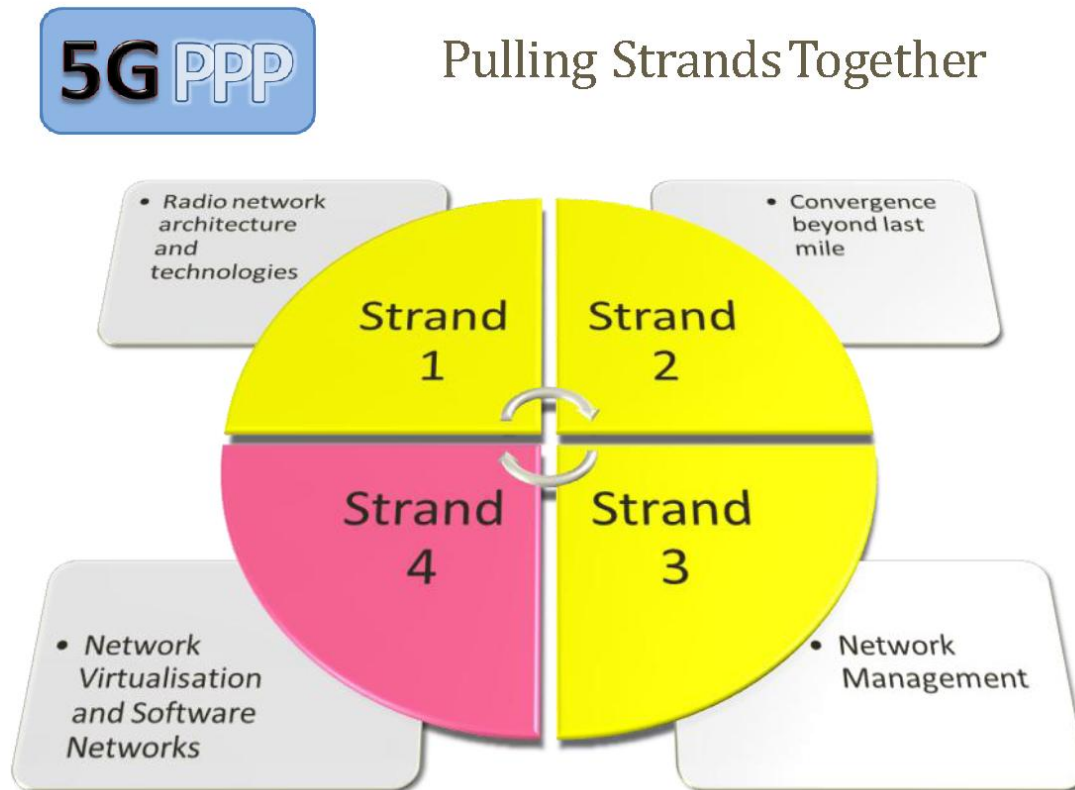 5G PPP
Pulling Strands Together
• Radio network
architecture
and
technologies
• Convergence
beyond last
mile
Strand
1
Strand
2
Strand
4
Strand
3
• Network
Virtualisation
and Software
Networks
• Network
Management